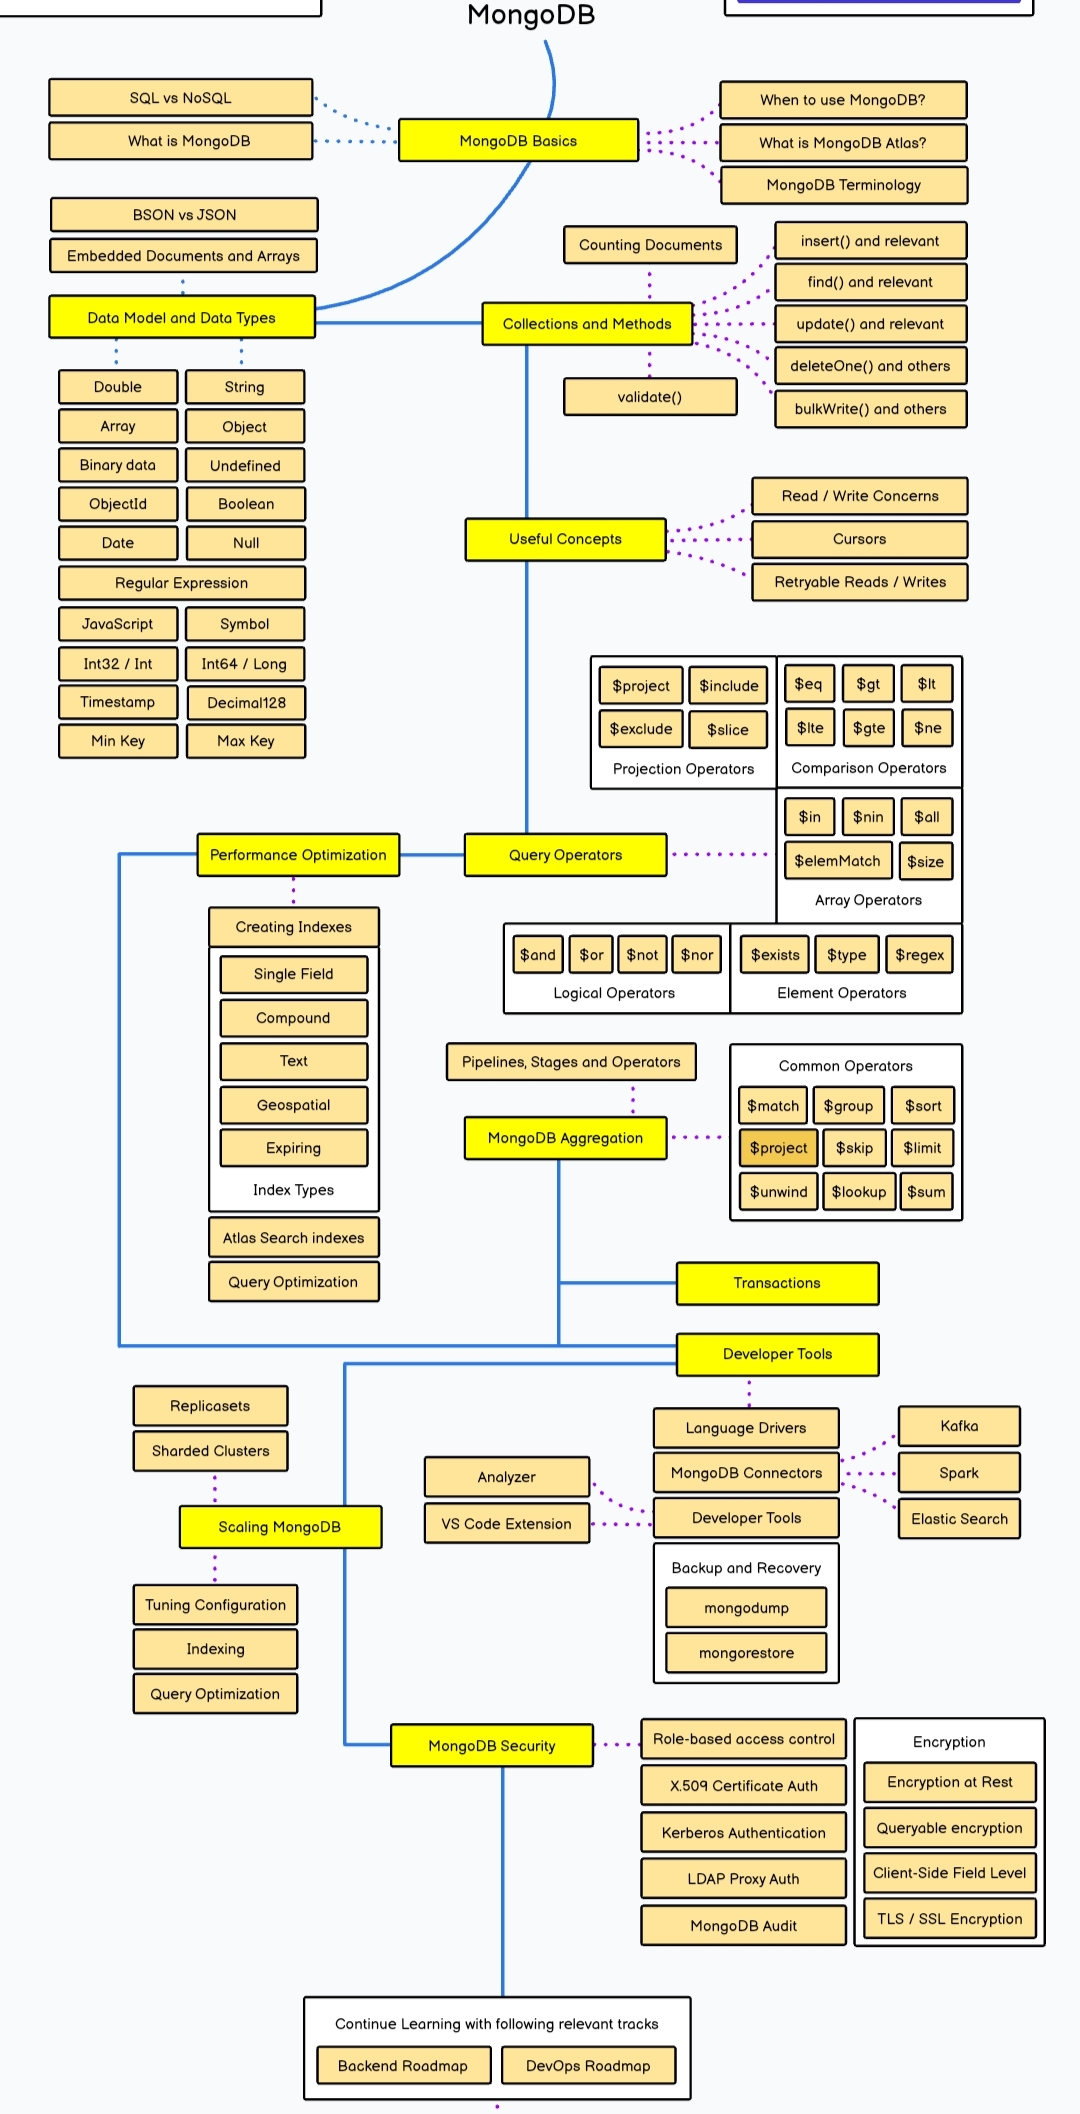 MongoDB
SQL vs NoSQL
What is MongoDB
MongoDB Basics
When to use MongoDB?
What is MongoDB Atlas?
MongoDB Terminology
BSON vs JSON
Embedded Documents and Arrays
Data Model and Data Types
Counting Documents
Collections and Methods
validate()
insert() and relevant
find() and relevant
update() and relevant
deleteOne() and others
bulkWrite() and others
Double
String
Array
Object
Binary data
Undefined
ObjectId
Boolean
Date
Null
Regular Expression
JavaScript
Symbol
Int32 / Int
Int64 / Long
Timestamp
Decimal128
Min Key
Max Key
Useful Concepts
Read / Write Concerns
Cursors
Retryable Reads / Writes
$project
$include
$exclude
$slice
Projection Operators
$eq
$gt
$lt
$lte
$gte
$ne
Comparison Operators
$in
$nin
$all
$elemMatch
$size
Array Operators
Performance Optimization
Query Operators
$and
$or
$not
$nor
Logical Operators
$exists
$type
$regex
Element Operators
Creating Indexes
Single Field
Compound
Text
Geospatial
Expiring
Index Types
Atlas Search indexes
Query Optimization
Pipelines, Stages and Operators
MongoDB Aggregation
Common Operators
$match
$group
$sort
$project
$skip
$limit
$unwind
$lookup
$sum
Transactions
Developer Tools
Replicasets
Sharded Clusters
Scaling MongoDB
Tuning Configuration
Indexing
Query Optimization
Analyzer
VS Code Extension
Language Drivers
MongoDB Connectors
Developer Tools
Kafka
Spark
Elastic Search
Backup and Recovery
mongodump
mongorestore
MongoDB Security
Role-based access control
X.509 Certificate Auth
Kerberos Authentication
LDAP Proxy Auth
MongoDB Audit
Encryption
Encryption at Rest
Queryable encryption
Client-Side Field Level
TLS / SSL Encryption
Continue Learning with following relevant tracks
Backend Roadmap
DevOps Roadmap